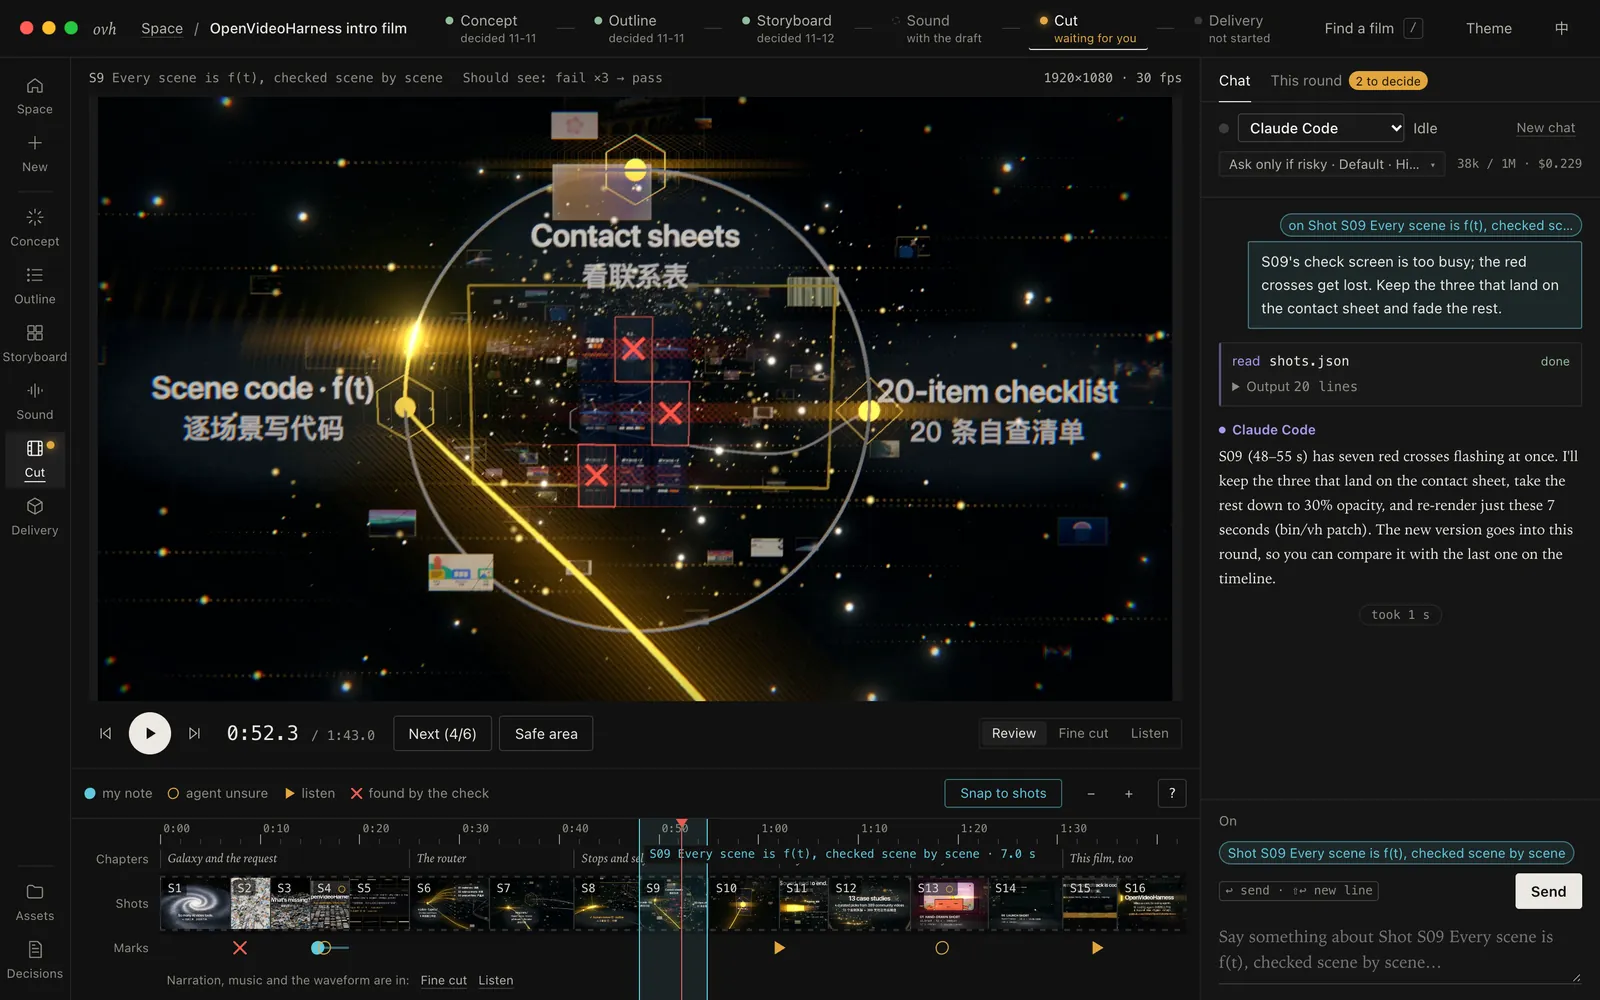 ovh
Space / OpenVideoHarness intro film
Concept
decided 11-11
Outline
decided 11-11
Storyboard
decided 11-12
Sound
with the draft
Cut
waiting for you
Delivery
not started
Find a film /
Theme
中
Space
New
Concept
Outline
Storyboard
Sound
Cut
Delivery
Assets
Decisions
S9 Every scene is f(t), checked scene by scene Should see: fail ×3 → pass
1920×1080 · 30 fps
Contact sheets
看联系表
Scene code · f(t)
逐场景写代码
20-item checklist
20 条自查清单
0:52.3 / 1:43.0
Next (4/6)
Safe area
Review
Fine cut
Listen
my note
agent unsure
listen
found by the check
Snap to shots
−
+
?
0:00 0:10 0:20 0:30 0:40 0:50 1:00 1:10 1:20 1:30
Chapters
Galaxy and the request
The router
Stops and sel
S9 Every scene is f(t), checked scene by scene · 7.0 s
This film, too
Shots
S1 S2 S3 S4 S5 S6 S7 S8 S9 S10 S11 S12 S13 S14 S15 S16
13 case studies
OpenVideoHarness
Marks
Narration, music and the waveform are in: Fine cut Listen
Chat
This round
2 to decide
Claude Code
Idle
New chat
Ask only if risky · Default · Hi...
38k / 1M · $0.229
on Shot S09 Every scene is f(t), checked sc...
S09's check screen is too busy; the red
crosses get lost. Keep the three that land on
the contact sheet and fade the rest.
read shots.json
done
Output 20 lines
Claude Code
S09 (48–55 s) has seven red crosses flashing at once. I'll
keep the three that land on the contact sheet, take the
rest down to 30% opacity, and re-render just these 7
seconds (bin/vh patch). The new version goes into this
round, so you can compare it with the last one on the
timeline.
took 1 s
On
Shot S09 Every scene is f(t), checked scene by scene
↩ send · ⇧↩ new line
Send
Say something about Shot S09 Every scene is
f(t), checked scene by scene...